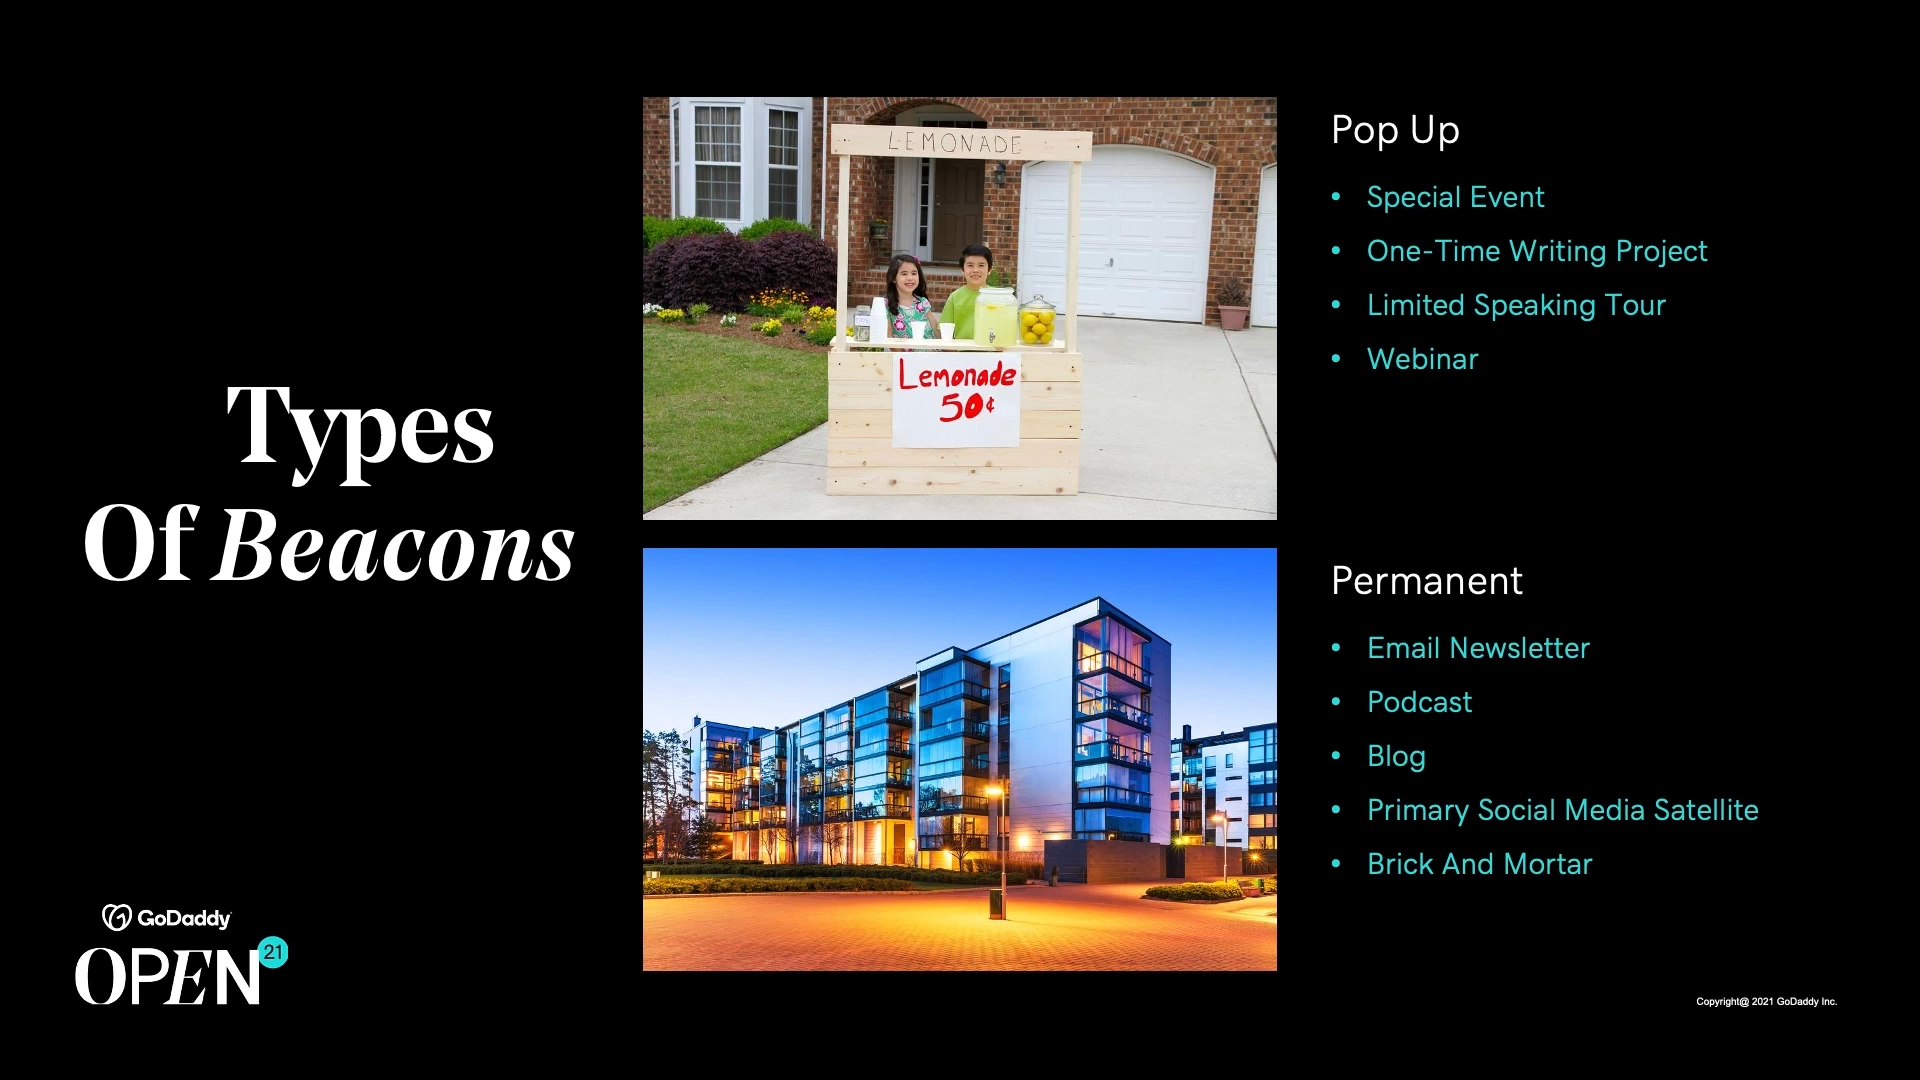 Types
Of Beacons
LEMONADE
Lemonade
50¢
Pop Up
• Special Event
• One-Time Writing Project
• Limited Speaking Tour
• Webinar
Permanent
• Email Newsletter
• Podcast
• Blog
• Primary Social Media Satellite
• Brick And Mortar
GoDaddy
OPEN 21
Copyright@ 2021 GoDaddy Inc.